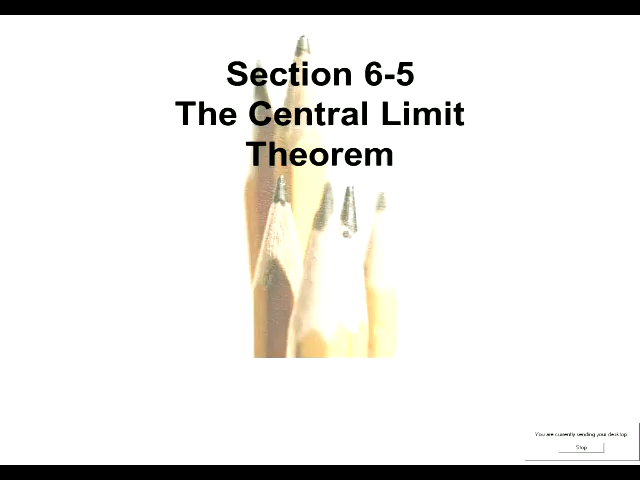 Section 6-5
The Central Limit
Theorem
You are currently sending your desktop.
Stop